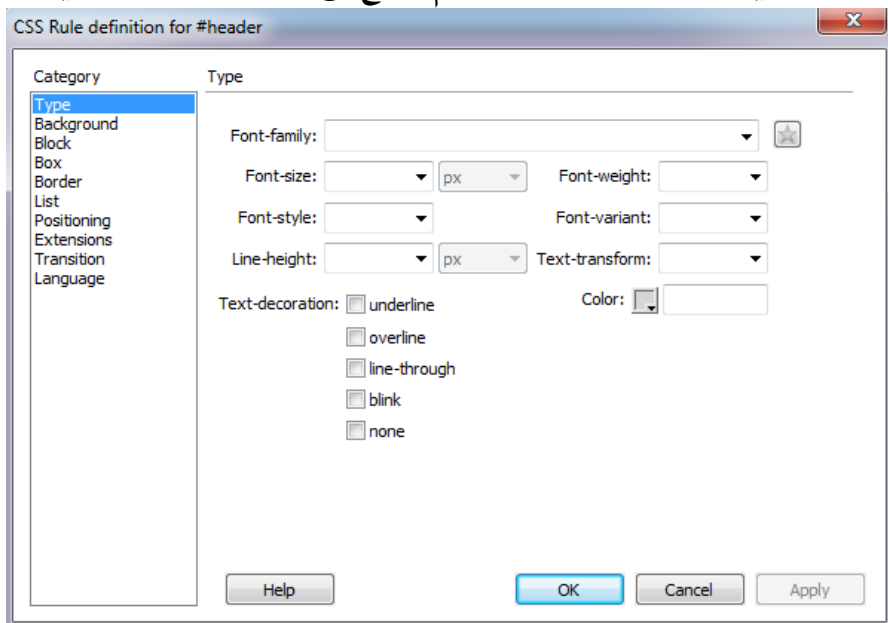 CSS Rule definition for #header
Category
Type
Type
Background
Block
Box
Border
List
Positioning
Extensions
Transition
Language
Font-family:
Font-size: px Font-weight:
Font-style: Font-variant:
Line-height: px Text-transform:
Text-decoration: underline Color:
overline
line-through
blink
none
Help OK Cancel Apply